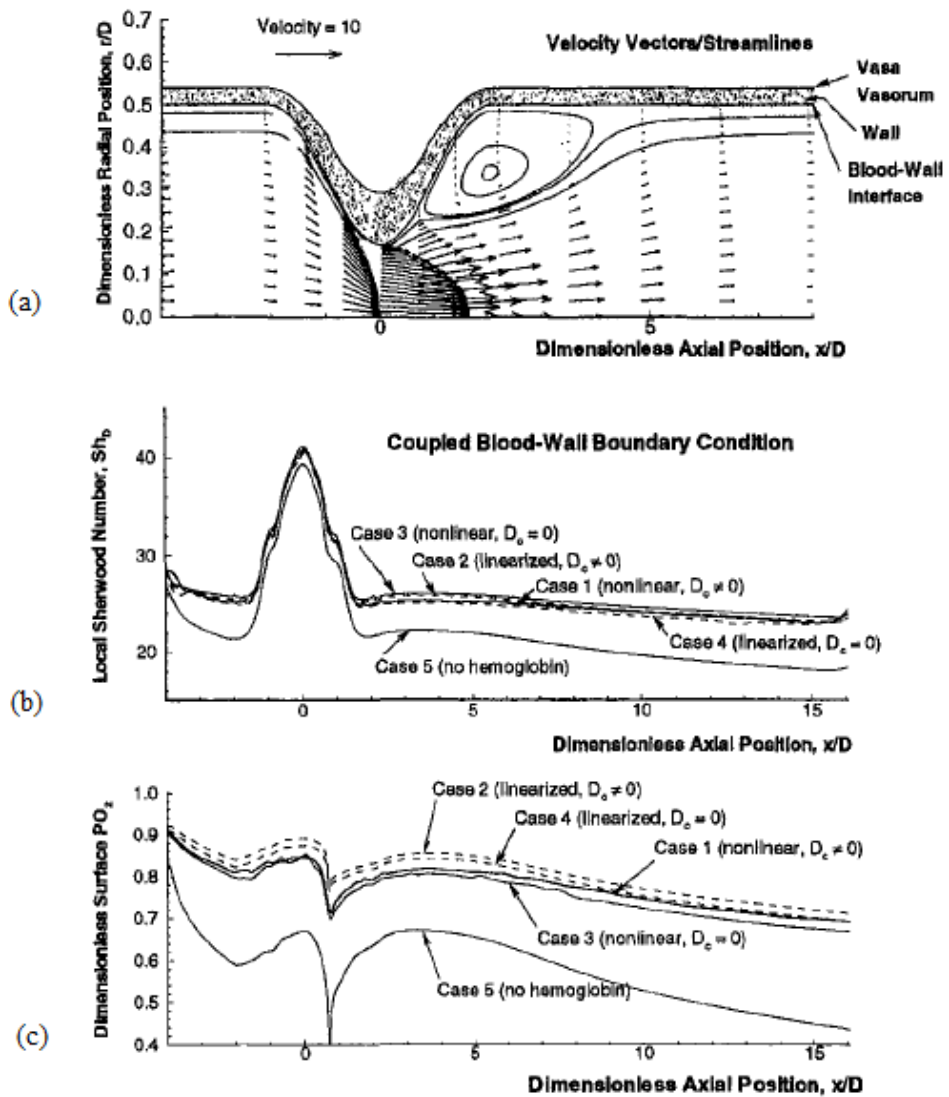 Velocity = 10
Velocity Vectors/Streamlines
Vasa
Vasorum
Wall
Blood-Wall
Interface
Dimensionless Radial Position, r/D
0.7
0.6
0.5
0.4
0.3
0.2
0.1
0.0
(a)
0 5
Dimensionless Axial Position, x/D
Coupled Blood-Wall Boundary Condition
Local Sherwood Number, Sh_D
40
30
20
Case 3 (nonlinear, D_c = 0)
Case 2 (linearized, D_c ≠ 0)
Case 1 (nonlinear, D_c ≠ 0)
Case 4 (linearized, D_c = 0)
Case 5 (no hemoglobin)
(b)
0 5 10 15
Dimensionless Axial Position, x/D
Dimensionless Surface PO₂
1.0
0.9
0.8
0.7
0.6
0.5
0.4
Case 2 (linearized, D_c ≠ 0)
Case 4 (linearized, D_c = 0)
Case 1 (nonlinear, D_c ≠ 0)
Case 3 (nonlinear, D_c = 0)
Case 5 (no hemoglobin)
(c)
0 5 10 15
Dimensionless Axial Position, x/D